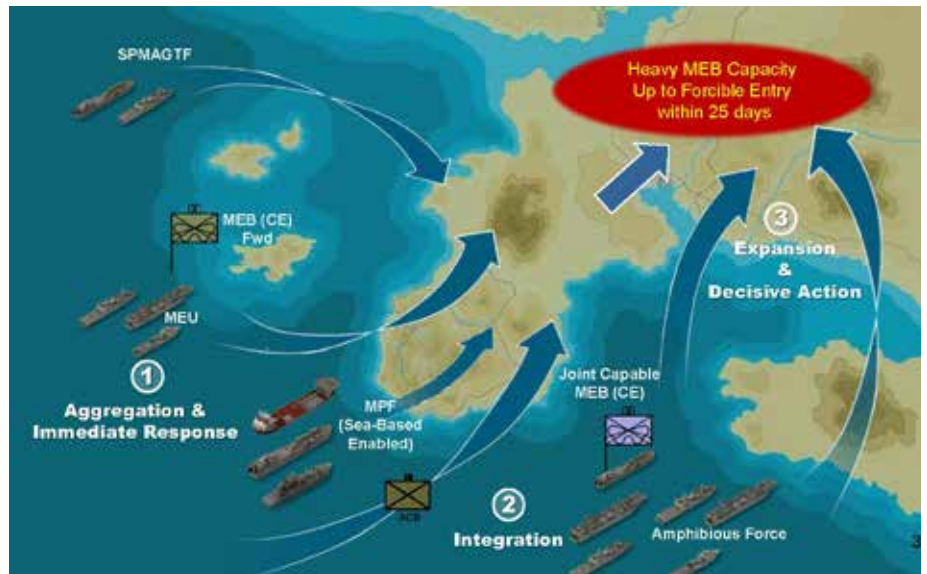 SPMAGTF
Heavy MEB Capacity
Up to Forcible Entry
within 25 days
MEB (CE)
Fwd
MEU
1
Aggregation &
Immediate Response
MPF
(Sea-Based
Enabled)
2
Integration
Joint Capable
MEB (CE)
Amphibious Force
3
Expansion
&
Decisive Action
3